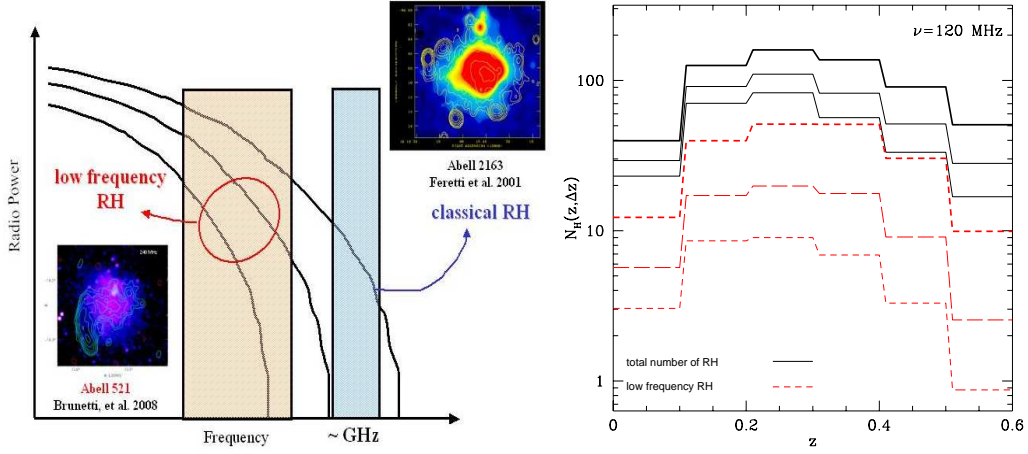 Radio Power
low frequency
RH
Abell 521
Brunetti, et al. 2008
Frequency
~ GHz
Abell 2163
Feretti et al. 2001
classical RH
ν=120 MHz
N_H(z,Δz)
100
10
1
total number of RH
low frequency RH
0
0.2
0.4
0.6
z